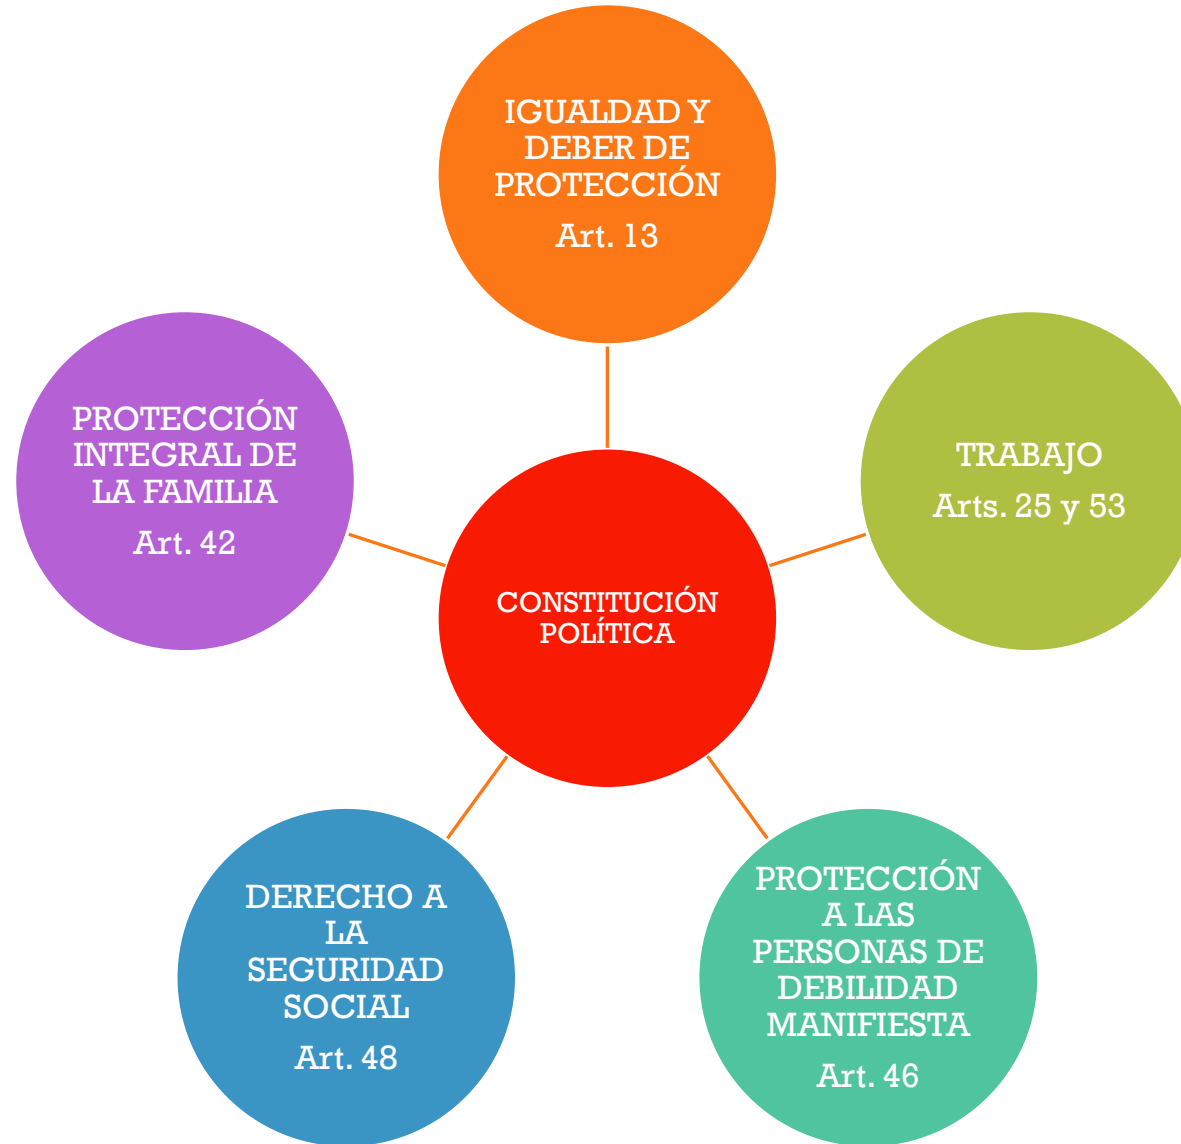 IGUALDAD Y
DEBER DE
PROTECCIÓN
Art. 13
TRABAJO
Arts. 25 y 53
PROTECCIÓN
A LAS
PERSONAS DE
DEBILIDAD
MANIFIESTA
Art. 46
DERECHO A
LA
SEGURIDAD
SOCIAL
Art. 48
PROTECCIÓN
INTEGRAL DE
LA FAMILIA
Art. 42
CONSTITUCIÓN
POLÍTICA